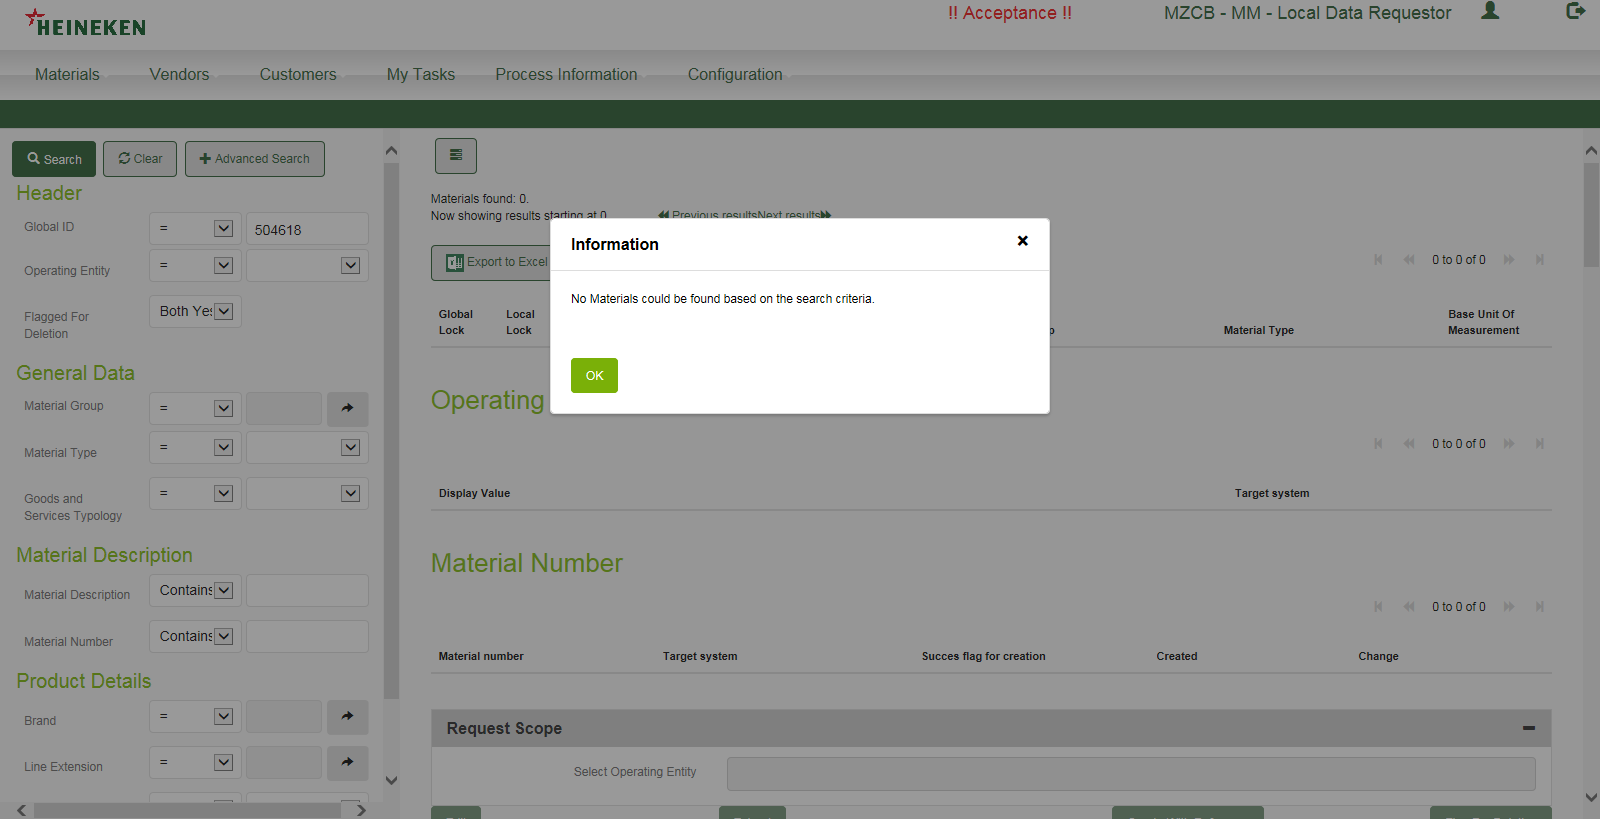 HEINEKEN
!! Acceptance !!
MZCB - MM - Local Data Requestor
Materials
Vendors
Customers
My Tasks
Process Information
Configuration
Search
Clear
Advanced Search
Header
Global ID
=
504618
Operating Entity
=
Flagged For
Deletion
Both Yes
General Data
Material Group
=
Material Type
=
Goods and
Services Typology
=
Material Description
Material Description
Contains
Material Number
Contains
Product Details
Brand
=
Line Extension
=
Materials found: 0.
Now showing results starting at 0
Previous results
Next results
Export to Excel
0 to 0 of 0
Global
Lock
Local
Lock
Material Type
Base Unit Of
Measurement
Information
No Materials could be found based on the search criteria.
OK
Operating
0 to 0 of 0
Display Value
Target system
Material Number
0 to 0 of 0
Material number
Target system
Succes flag for creation
Created
Change
Request Scope
Select Operating Entity